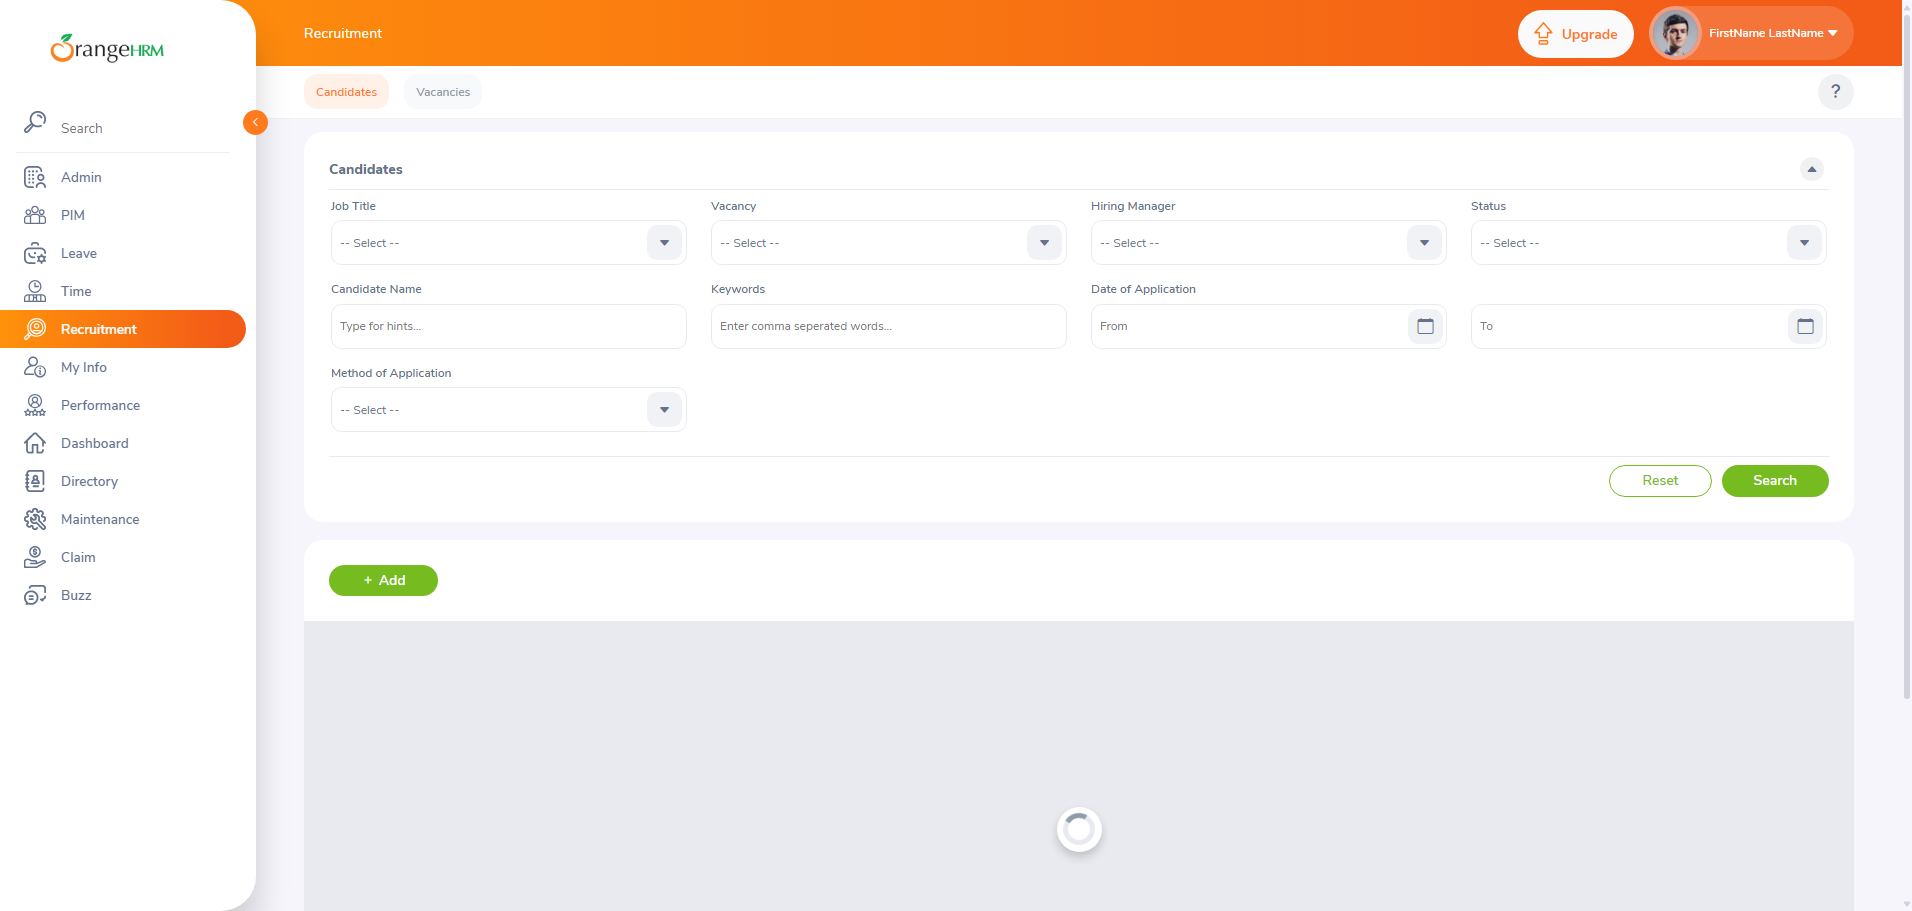 OrangeHRM
Recruitment
Upgrade
FirstName LastName
Candidates
Vacancies
?
Search
Admin
PIM
Leave
Time
Recruitment
My Info
Performance
Dashboard
Directory
Maintenance
Claim
Buzz
Candidates
Job Title
Vacancy
Hiring Manager
Status
-- Select --
-- Select --
-- Select --
-- Select --
Candidate Name
Keywords
Date of Application
Type for hints...
Enter comma seperated words...
From
To
Method of Application
-- Select --
Reset
Search
+ Add